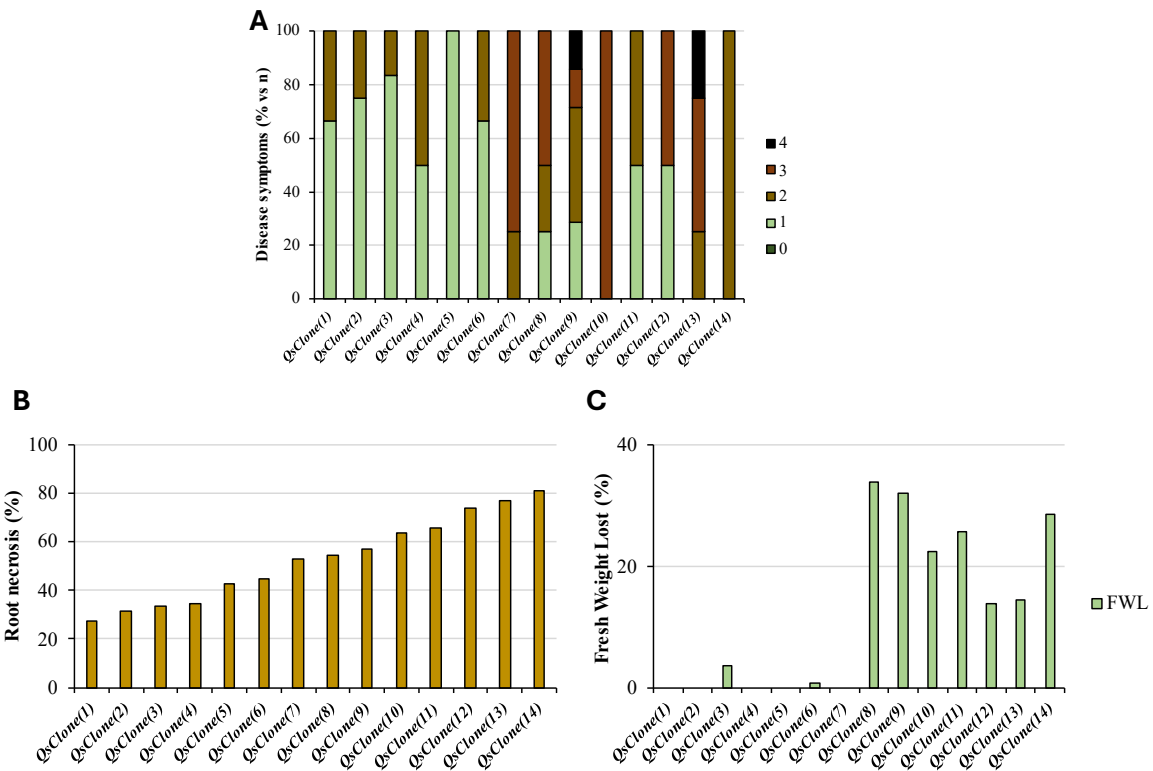 A
Disease symptoms (% vs n)
100
80
60
40
20
0
QsClone(1)
QsClone(2)
QsClone(3)
QsClone(4)
QsClone(5)
QsClone(6)
QsClone(7)
QsClone(8)
QsClone(9)
QsClone(10)
QsClone(11)
QsClone(12)
QsClone(13)
QsClone(14)
4
3
2
1
0
B
Root necrosis (%)
100
80
60
40
20
0
QsClone(1)
QsClone(2)
QsClone(3)
QsClone(4)
QsClone(5)
QsClone(6)
QsClone(7)
QsClone(8)
QsClone(9)
QsClone(10)
QsClone(11)
QsClone(12)
QsClone(13)
QsClone(14)
C
Fresh Weight Lost (%)
40
20
0
QsClone(1)
QsClone(2)
QsClone(3)
QsClone(4)
QsClone(5)
QsClone(6)
QsClone(7)
QsClone(8)
QsClone(9)
QsClone(10)
QsClone(11)
QsClone(12)
QsClone(13)
QsClone(14)
FWL